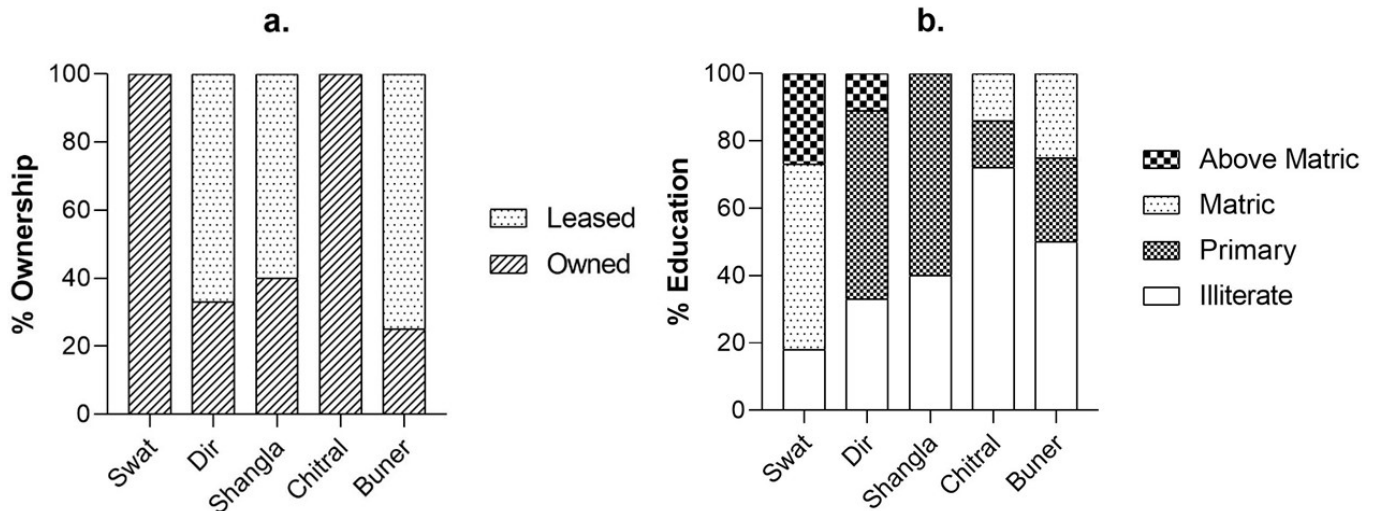 a.
% Ownership
100
80
60
40
20
0
Swat
Dir
Shangla
Chitral
Buner
Leased
Owned
b.
% Education
100
80
60
40
20
0
Swat
Dir
Shangla
Chitral
Buner
Above Matric
Matric
Primary
Illiterate